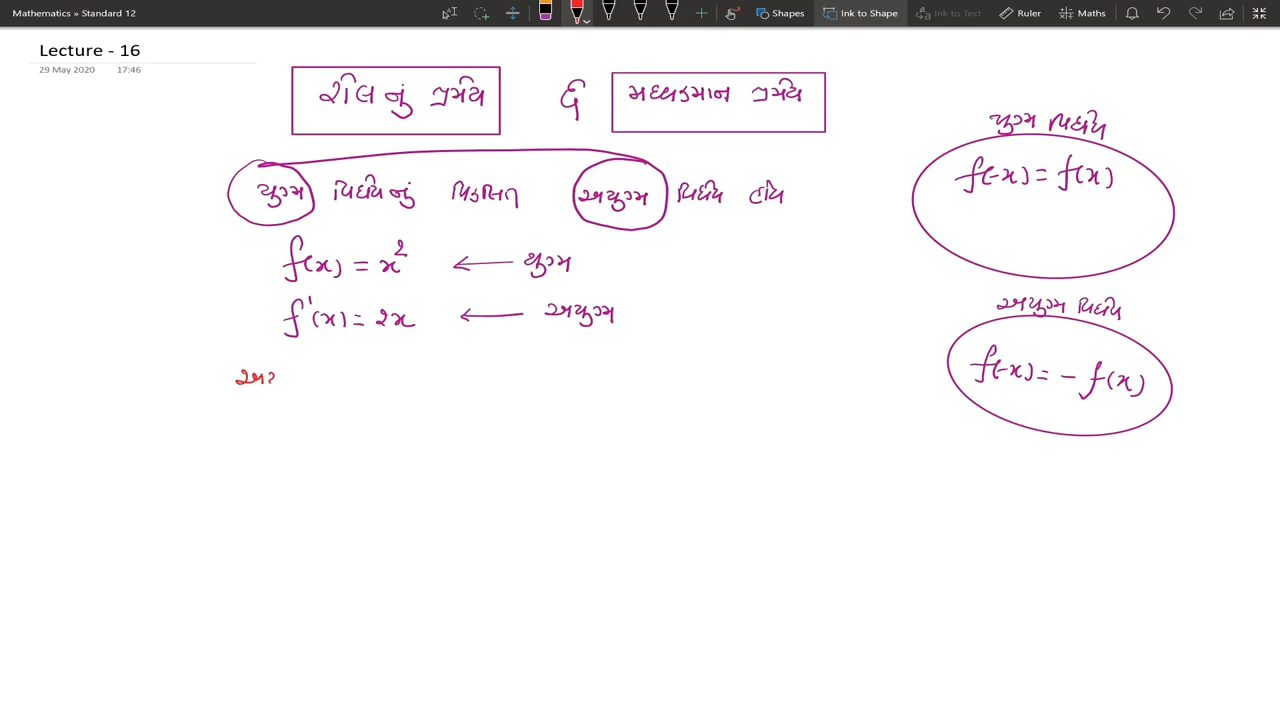 Mathematics » Standard 12
Shapes
Ink to Shape
Ink to Text
Ruler
Maths
Lecture - 16
29 May 2020 17:46
રોલનું પ્રમેય & મધ્યકમાન પ્રમેય
યુગ્મ વિધેયનું વિકલિત અયુગ્મ વિધેય હોય
f(x) = x² ← યુગ્મ
f'(x) = 2x ← અયુગ્મ
યુગ્મ વિધેય
f(-x) = f(x)
અયુગ્મ વિધેય
f(-x) = - f(x)